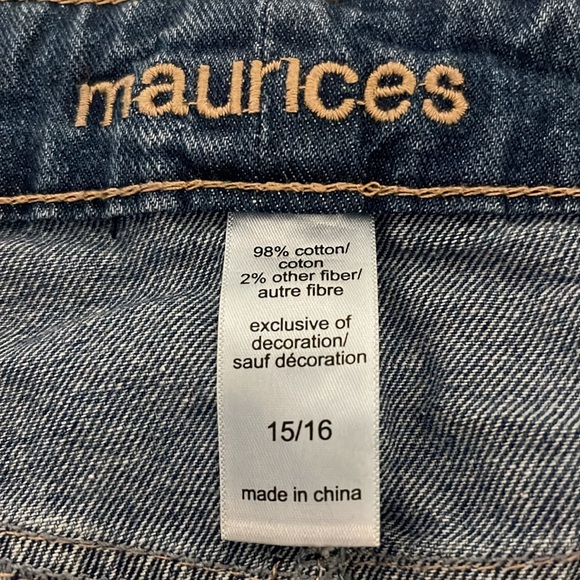 maurices
98% cotton/
coton
2% other fiber/
autre fibre
exclusive of
decoration/
sauf décoration
15/16
made in china